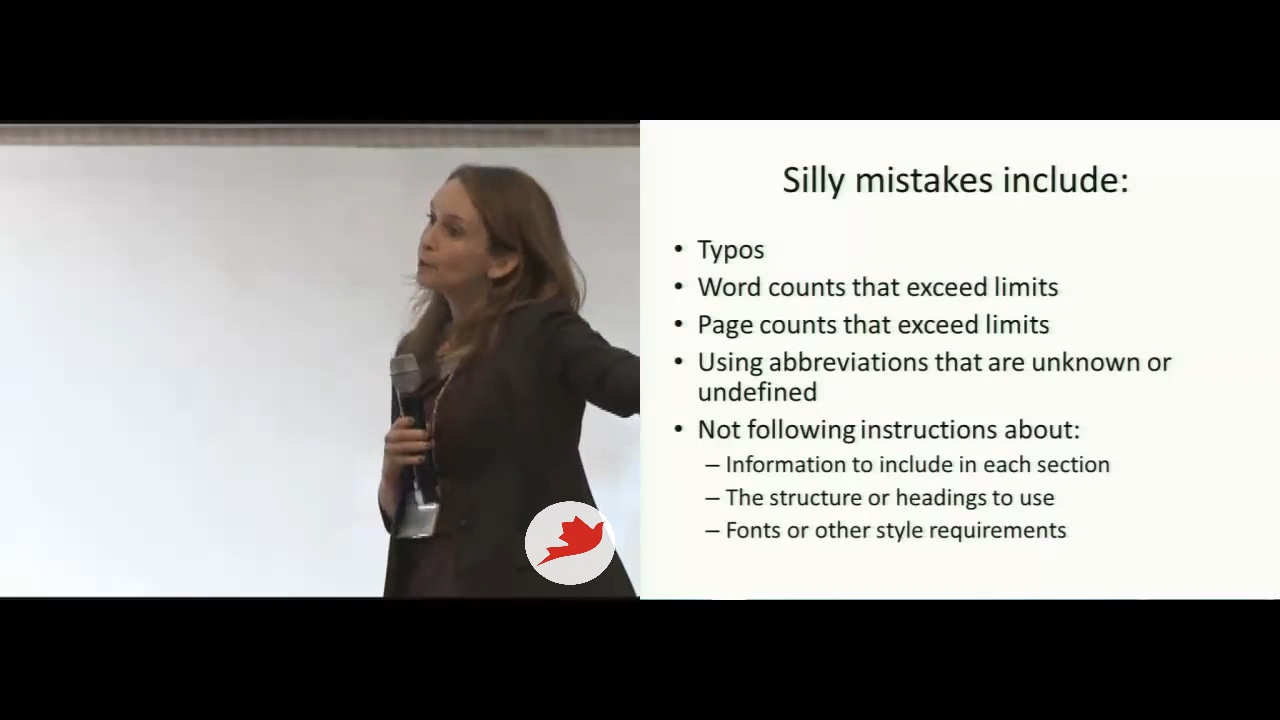 Silly mistakes include:
• Typos
• Word counts that exceed limits
• Page counts that exceed limits
• Using abbreviations that are unknown or
undefined
• Not following instructions about:
– Information to include in each section
– The structure or headings to use
– Fonts or other style requirements